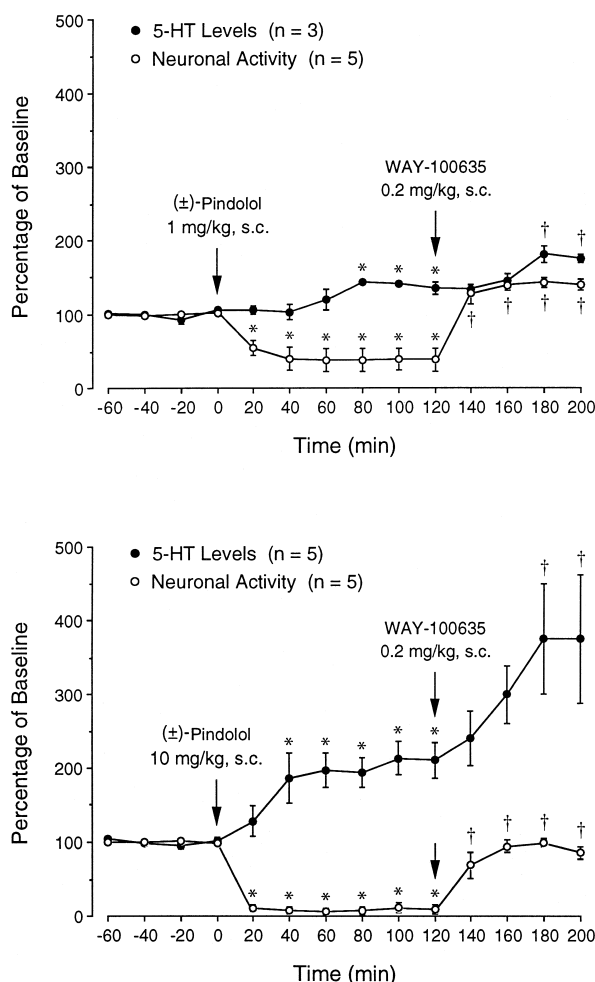 500
400
300
200
100
0
Percentage of Baseline
● 5-HT Levels (n = 3)
○ Neuronal Activity (n = 5)
(±)-Pindolol
1 mg/kg, s.c.
WAY-100635
0.2 mg/kg, s.c.
* * * † †
* * * * * * † † † †
-60 -40 -20 0 20 40 60 80 100 120 140 160 180 200
Time (min)
500
400
300
200
100
0
Percentage of Baseline
● 5-HT Levels (n = 5)
○ Neuronal Activity (n = 5)
(±)-Pindolol
10 mg/kg, s.c.
WAY-100635
0.2 mg/kg, s.c.
* * * * * † †
* * * * * * † † † †
-60 -40 -20 0 20 40 60 80 100 120 140 160 180 200
Time (min)